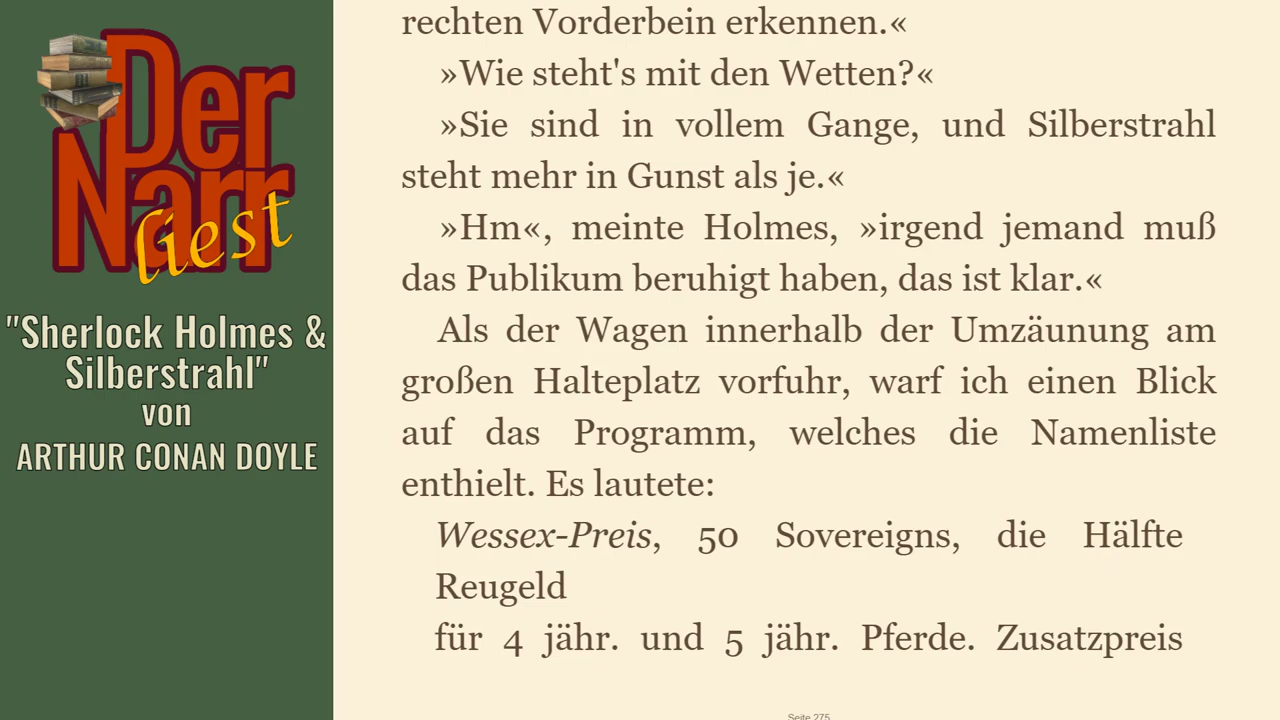 Der
Narr
liest
"Sherlock Holmes &
Silberstrahl"
von
ARTHUR CONAN DOYLE
rechten Vorderbein erkennen.«
»Wie steht's mit den Wetten?«
»Sie sind in vollem Gange, und Silberstrahl
steht mehr in Gunst als je.«
»Hm«, meinte Holmes, »irgend jemand muß
das Publikum beruhigt haben, das ist klar.«
Als der Wagen innerhalb der Umzäunung am
großen Halteplatz vorfuhr, warf ich einen Blick
auf das Programm, welches die Namenliste
enthielt. Es lautete:
Wessex-Preis, 50 Sovereigns, die Hälfte
Reugeld
für 4 jähr. und 5 jähr. Pferde. Zusatzpreis
Seite 275